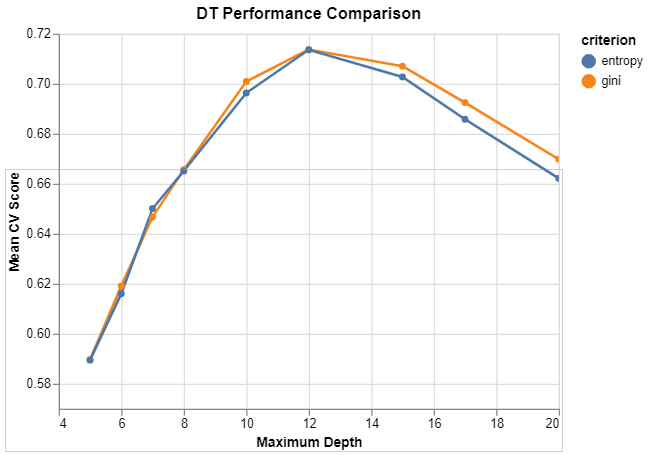 DT Performance Comparison
criterion
entropy
gini
Mean CV Score
0.72
0.70
0.68
0.66
0.64
0.62
0.60
0.58
4 6 8 10 12 14 16 18 20
Maximum Depth